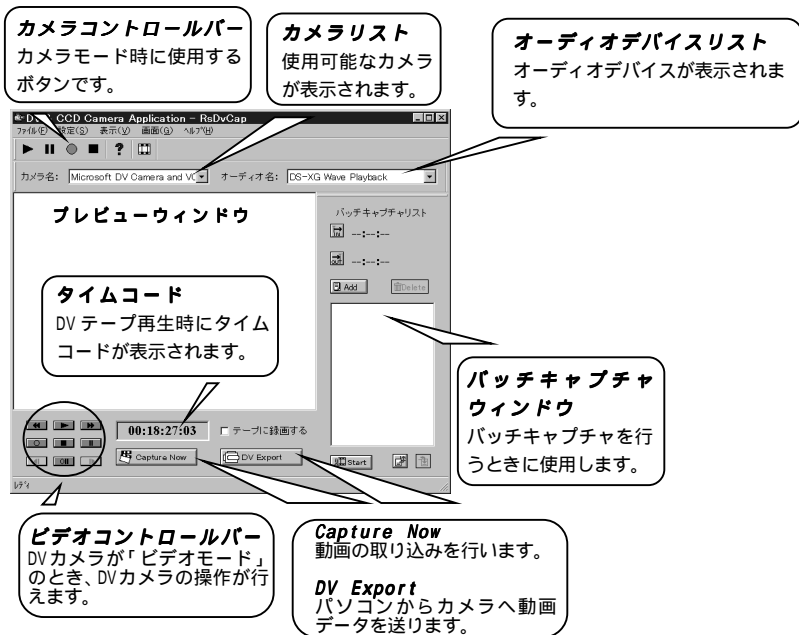 カメラコントロールバー
カメラモード時に使用する
ボタンです。
カメラリスト
使用可能なカメラ
が表示されます。
オーディオデバイスリスト
オーディオデバイスが表示されま
す。
CCD Camera Application - RsDvCap
ﾌｧｲﾙ(F) 設定(S) 表示(V) 画面(G) ﾍﾙﾌﾟ(H)
カメラ名: Microsoft DV Camera and VC オーディオ名: DS-XG Wave Playback
プレビューウィンドウ
バッチキャプチャリスト
IN --:--:--
OUT --:--:--
Add Delete
タイムコード
DV テープ再生時にタイム
コードが表示されます。
バッチキャプチャ
ウィンドウ
バッチキャプチャを行
うときに使用します。
00:18:27:03 テープに録画する
Capture Now DV Export Start
ﾚﾃﾞｨ
ビデオコントロールバー
DVカメラが「ビデオモード」
のとき、DVカメラの操作が行
えます。
Capture Now
動画の取り込みを行います。
DV Export
パソコンからカメラへ動画
データを送ります。